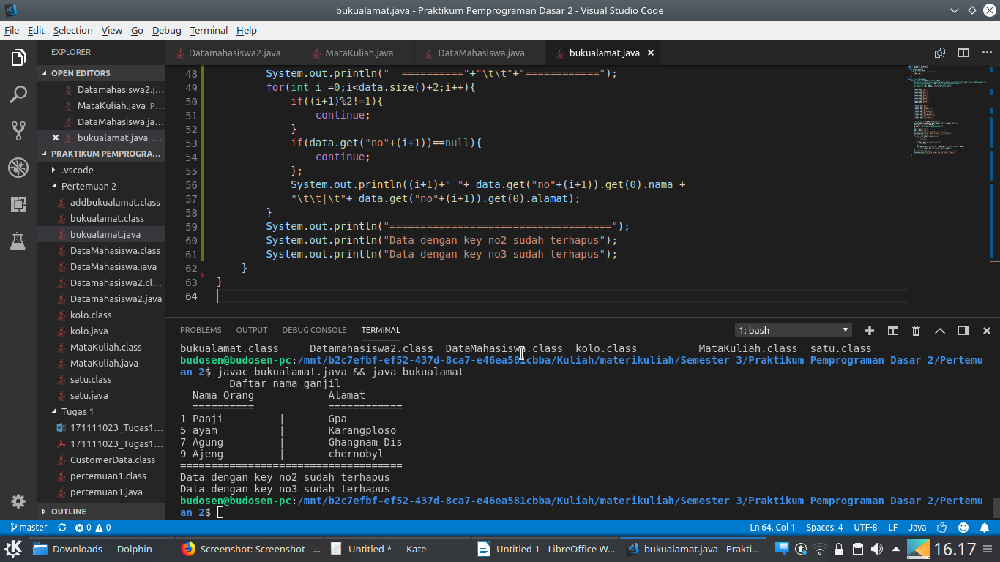 bukualamat.java - Praktikum Pemprograman Dasar 2 - Visual Studio Code
File Edit Selection View Go Debug Terminal Help
EXPLORER
OPEN EDITORS
Datamahasiswa2.j...
MataKuliah.java P...
DataMahasiswa.ja...
bukualamat.java ...
PRAKTIKUM PEMPROGRA...
.vscode
Pertemuan 2
addbukualamat.class
bukualamat.class
bukualamat.java
DataMahasiswa.class
DataMahasiswa.java
Datamahasiswa2.cl...
Datamahasiswa2.java
kolo.class
kolo.java
MataKuliah.class
MataKuliah.java
satu.class
satu.java
Tugas 1
171111023_Tugas1...
171111023_Tugas1...
CustomerData.class
pertemuan1.class
pertemuan1.java
OUTLINE
Datamahasiswa2.java MataKuliah.java DataMahasiswa.java bukualamat.java
48 System.out.println("  =========="+"\t\t"+"============");
49 for(int i =0;i<data.size()+2;i++){
50 if((i+1)%2!=1){
51 continue;
52 }
53 if(data.get("no"+(i+1))==null){
54 continue;
55 };
56 System.out.println((i+1)+" "+ data.get("no"+(i+1)).get(0).nama +
57 "\t\t|\t"+ data.get("no"+(i+1)).get(0).alamat);
58 }
59 System.out.println("====================================");
60 System.out.println("Data dengan key no2 sudah terhapus");
61 System.out.println("Data dengan key no3 sudah terhapus");
62 }
63 }
64
PROBLEMS OUTPUT DEBUG CONSOLE TERMINAL 1: bash
bukualamat.class Datamahasiswa2.class DataMahasiswa.class kolo.class MataKuliah.class satu.class
budosen@budosen-pc:/mnt/b2c7efbf-ef52-437d-8ca7-e46ea581cbba/Kuliah/materikuliah/Semester 3/Praktikum Pemprograman Dasar 2/Pertemu
an 2$ javac bukualamat.java && java bukualamat
Daftar nama ganjil
Nama Orang Alamat
========== ============
1 Panji | Gpa
5 ayam | Karangploso
7 Agung | Ghangnam Dis
9 Ajeng | chernobyl
====================================
Data dengan key no2 sudah terhapus
Data dengan key no3 sudah terhapus
budosen@budosen-pc:/mnt/b2c7efbf-ef52-437d-8ca7-e46ea581cbba/Kuliah/materikuliah/Semester 3/Praktikum Pemprograman Dasar 2/Pertemu
an 2$
master 0 0 Ln 64, Col 1 Spaces: 4 UTF-8 LF Java
Downloads — Dolphin Screenshot: Screenshot - ... Untitled * — Kate Untitled 1 - LibreOffice W... bukualamat.java - Prakti... 16.17